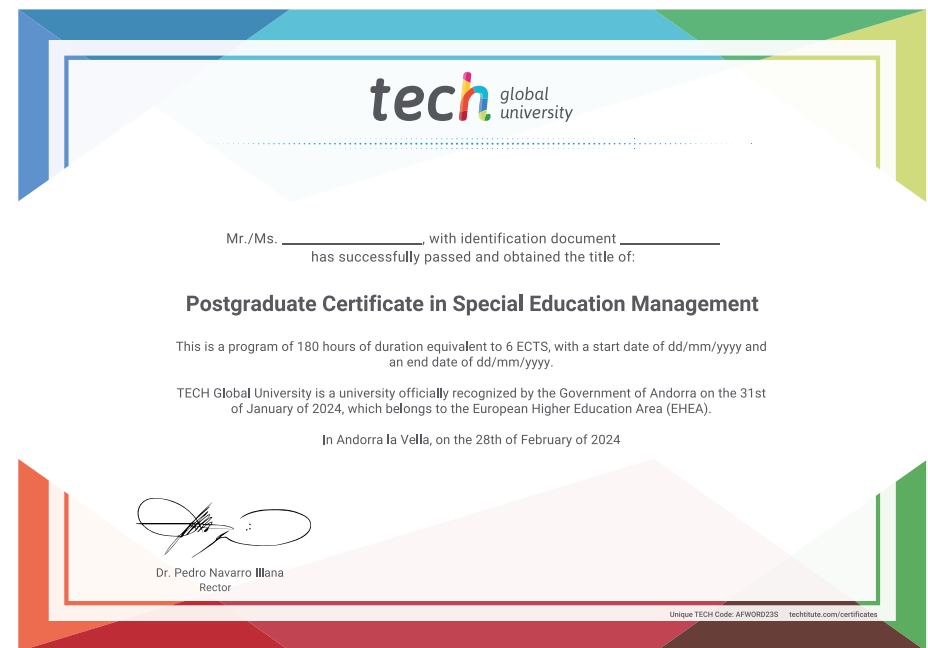 tech global
university
Mr./Ms. ____________, with identification document ________
has successfully passed and obtained the title of:
Postgraduate Certificate in Special Education Management
This is a program of 180 hours of duration equivalent to 6 ECTS, with a start date of dd/mm/yyyy and
an end date of dd/mm/yyyy.
TECH Global University is a university officially recognized by the Government of Andorra on the 31st
of January of 2024, which belongs to the European Higher Education Area (EHEA).
In Andorra la Vella, on the 28th of February of 2024
Dr. Pedro Navarro Illana
Rector
Unique TECH Code: AFWORD23S techtitute.com/certificates